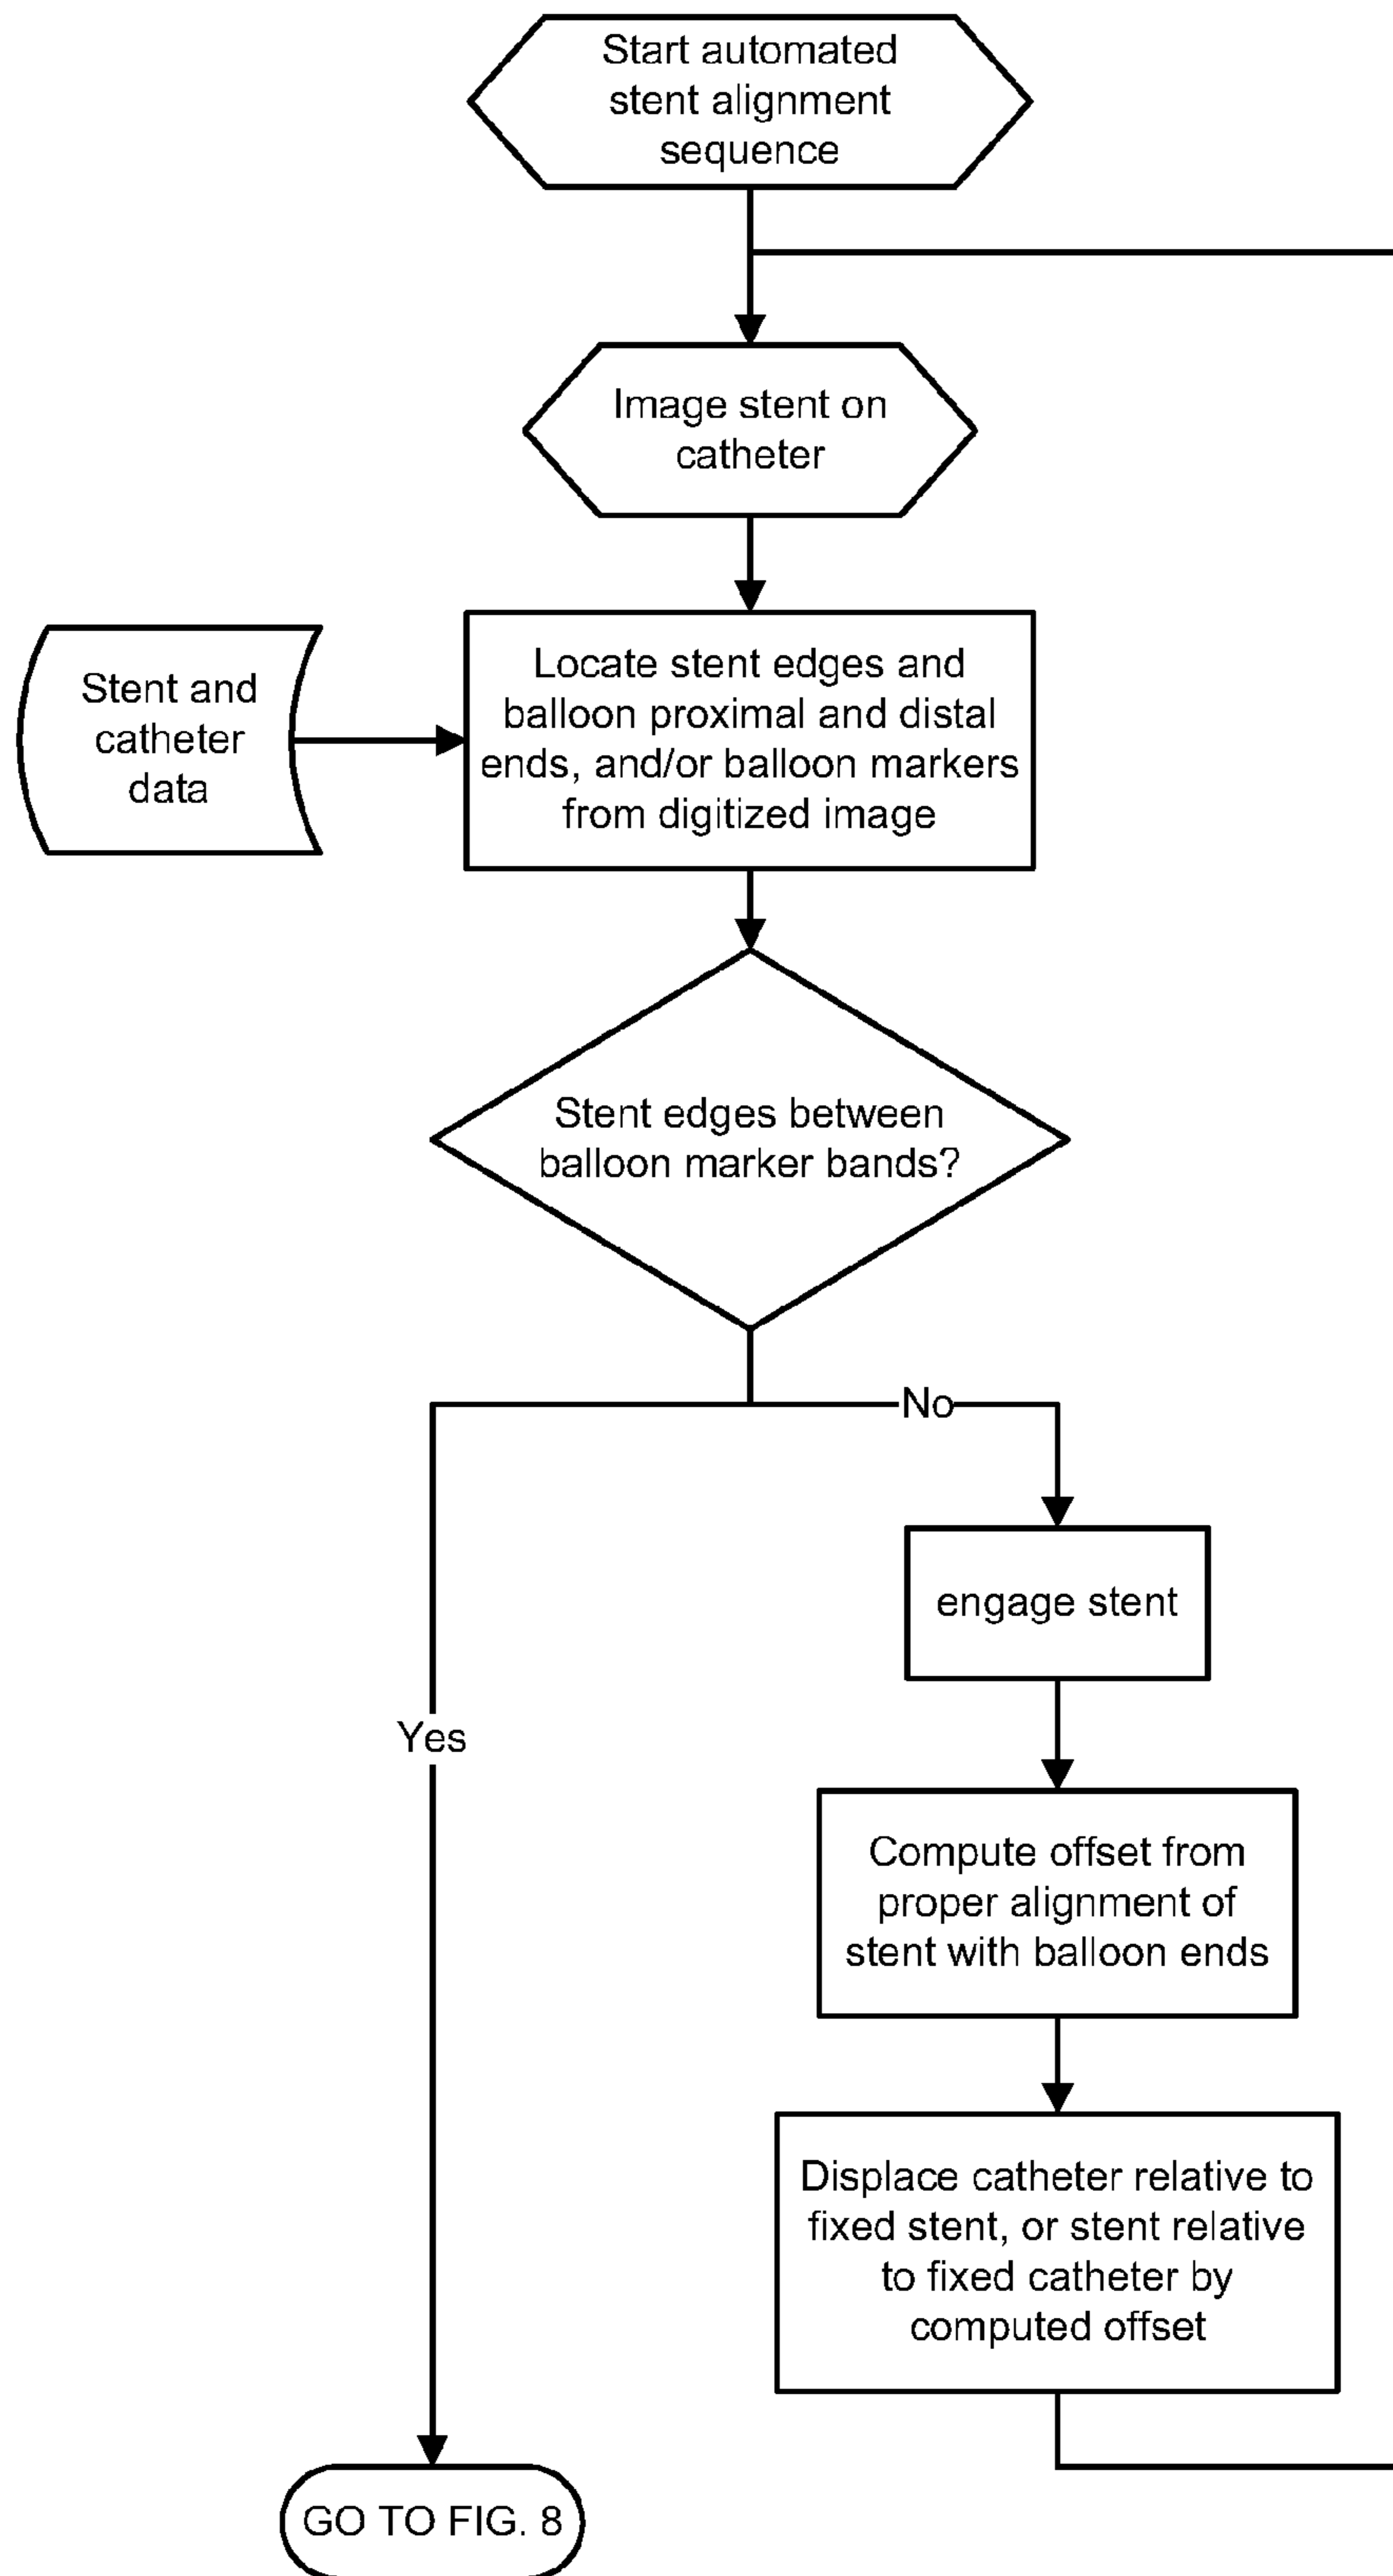 Start automated
stent alignment
sequence
Image stent on
catheter
Stent and
catheter
data
Locate stent edges and
balloon proximal and distal
ends, and/or balloon markers
from digitized image
Stent edges between
balloon marker bands?
No
engage stent
Yes
Compute offset from
proper alignment of
stent with balloon ends
Displace catheter relative to
fixed stent, or stent relative
to fixed catheter by
computed offset
GO TO FIG. 8